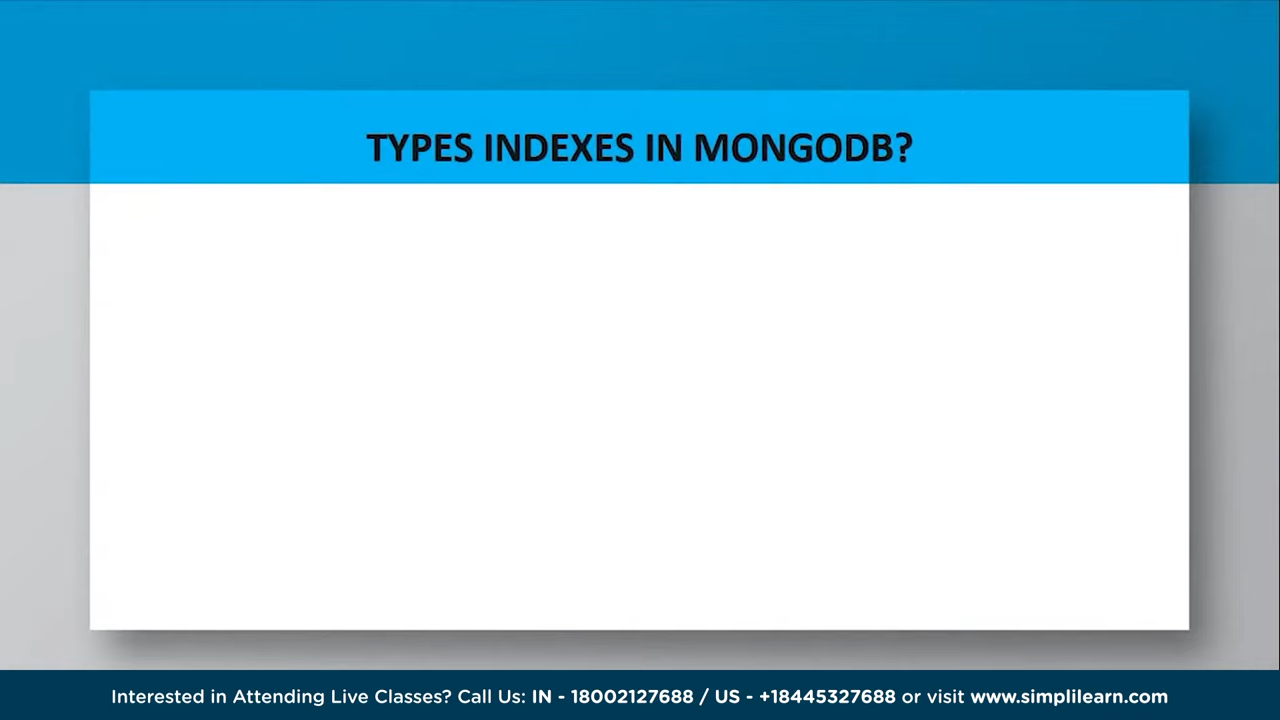 TYPES INDEXES IN MONGODB?
Interested in Attending Live Classes? Call Us: IN - 18002127688 / US - +18445327688 or visit www.simplilearn.com